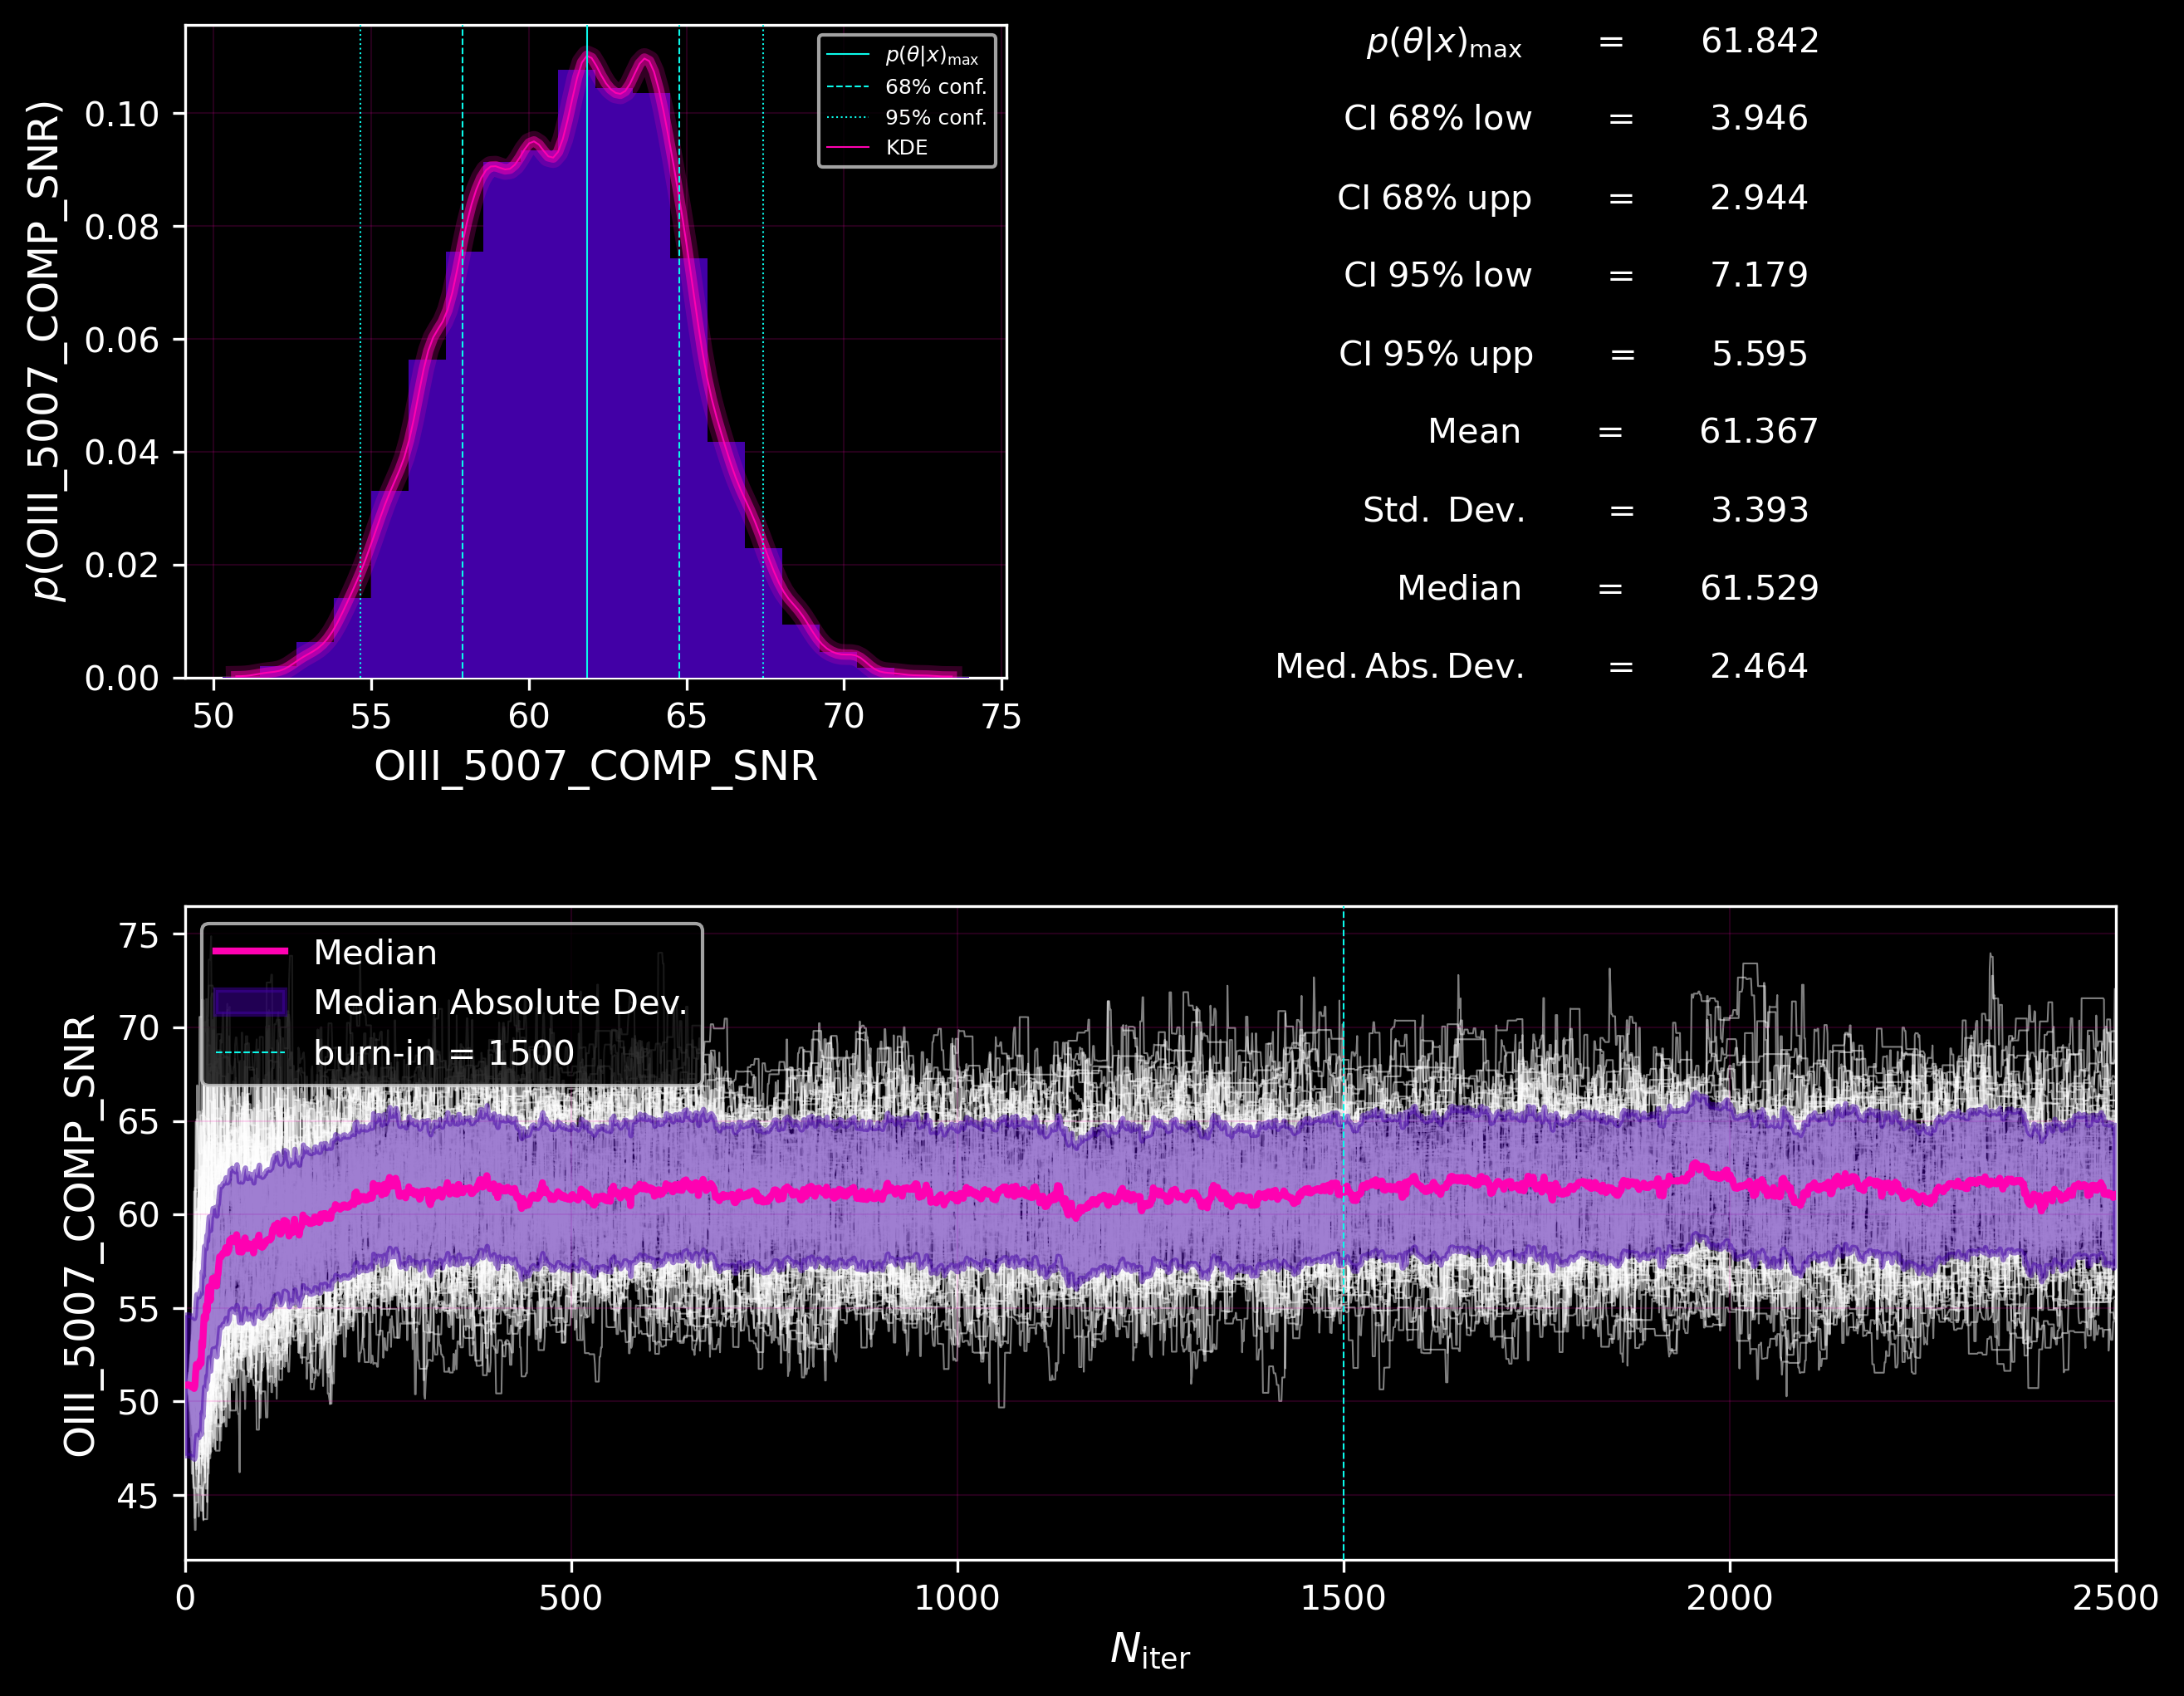 p(OIII_5007_COMP_SNR)
0.10
0.08
0.06
0.04
0.02
0.00
50 55 60 65 70 75
OIII_5007_COMP_SNR
p(θ|x)max
68% conf.
95% conf.
KDE
p(θ|x)max = 61.842
CI 68% low = 3.946
CI 68% upp = 2.944
CI 95% low = 7.179
CI 95% upp = 5.595
Mean = 61.367
Std. Dev. = 3.393
Median = 61.529
Med. Abs. Dev. = 2.464
OIII_5007_COMP_SNR
75
70
65
60
55
50
45
Median
Median Absolute Dev.
burn-in = 1500
0 500 1000 1500 2000 2500
Niter